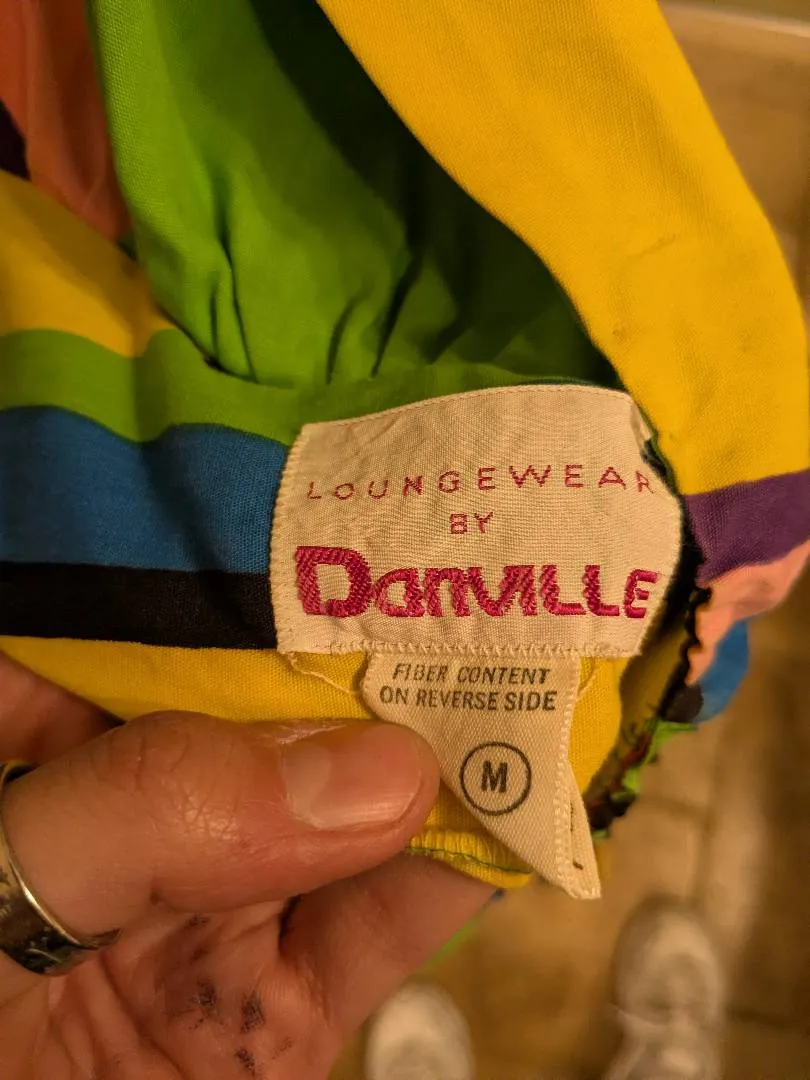 LOUNGEWEAR
BY
DanVILLE
FIBER CONTENT
ON REVERSE SIDE
M